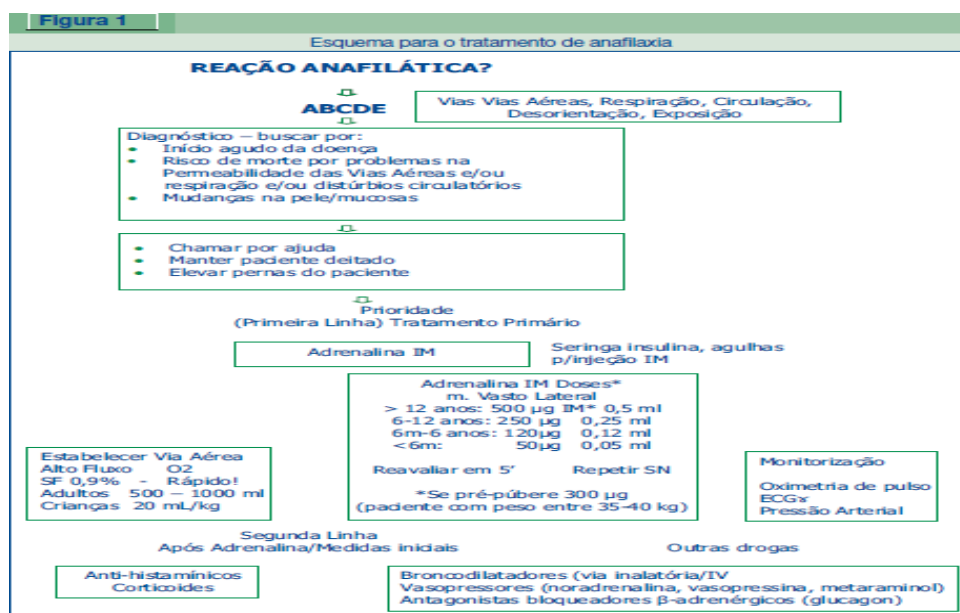 Figura 1
Esquema para o tratamento de anafilaxia
REAÇÃO ANAFILÁTICA?
ABCDE
Vias Vias Aéreas, Respiração, Circulação,
Desorientação, Exposição
Diagnóstico – buscar por:
• Início agudo da doença
• Risco de morte por problemas na
Permeabilidade das Vias Aéreas e/ou
respiração e/ou distúrbios circulatórios
• Mudanças na pele/mucosas
• Chamar por ajuda
• Manter paciente deitado
• Elevar pernas do paciente
Prioridade
(Primeira Linha) Tratamento Primário
Adrenalina IM
Seringa insulina, agulhas
p/injeção IM
Adrenalina IM Doses*
m. Vasto Lateral
> 12 anos: 500 µg IM* 0,5 ml
6-12 anos: 250 µg 0,25 ml
6m-6 anos: 120µg 0,12 ml
<6m: 50µg 0,05 ml
Reavaliar em 5’ Repetir SN
*Se pré-púbere 300 µg
(paciente com peso entre 35-40 kg)
Estabelecer Via Aérea
Alto Fluxo O2
SF 0,9% - Rápido!
Adultos 500 – 1000 ml
Crianças 20 mL/kg
Monitorização
Oximetria de pulso
ECGx
Pressão Arterial
Segunda Linha
Após Adrenalina/Medidas iniciais
Outras drogas
Anti-histamínicos
Corticoides
Broncodilatadores (via inalatória/IV
Vasopressores (noradrenalina, vasopressina, metaraminol)
Antagonistas bloqueadores β-adrenérgicos (glucagon)